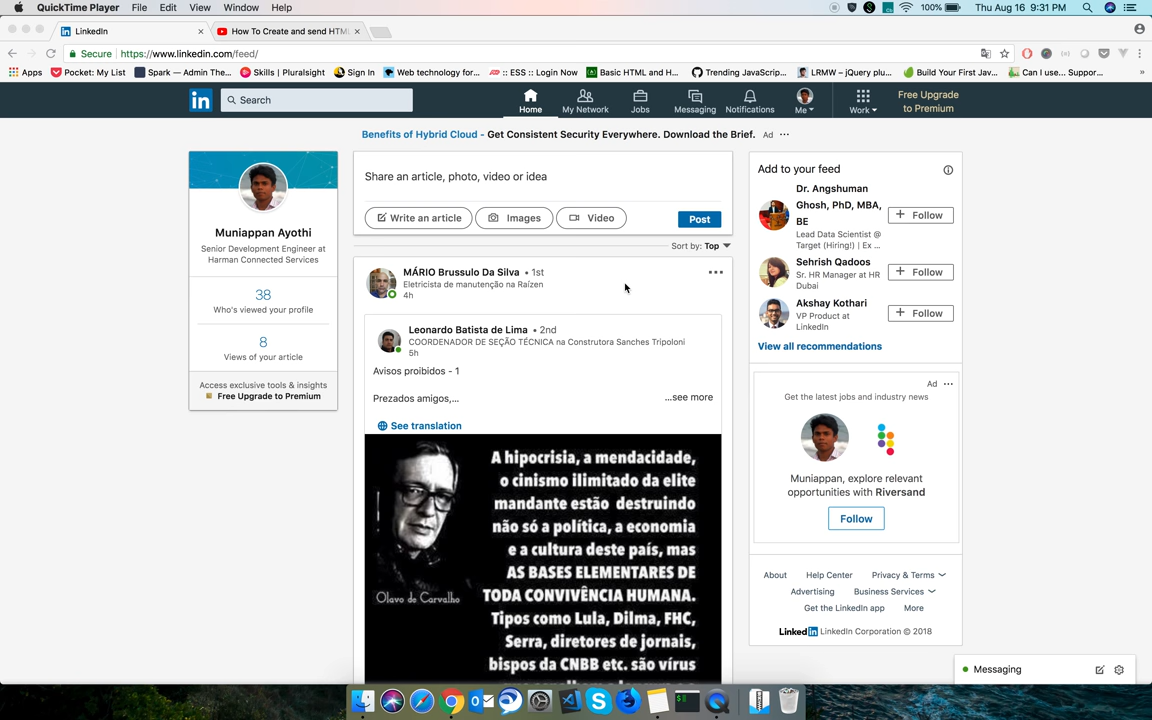 QuickTime Player File Edit View Window Help
100% Thu Aug 16 9:31 PM
LinkedIn
How To Create and send HTM
Secure https://www.linkedin.com/feed/
Apps Pocket: My List Spark — Admin The... Skills | Pluralsight Sign In Web technology for... :: ESS :: Login Now Basic HTML and H... Trending JavaScrip... LRMW – jQuery plu... Build Your First Jav... Can I use... Suppor... »
in Search
Home My Network Jobs Messaging Notifications Me Work
Free Upgrade
to Premium
Benefits of Hybrid Cloud - Get Consistent Security Everywhere. Download the Brief. Ad
Muniappan Ayothi
Senior Development Engineer at
Harman Connected Services
38
Who's viewed your profile
8
Views of your article
Access exclusive tools & insights
Free Upgrade to Premium
Share an article, photo, video or idea
Write an article Images Video Post
Sort by: Top
MÁRIO Brussulo Da Silva • 1st
Eletricista de manutenção na Raízen
4h
Leonardo Batista de Lima • 2nd
COORDENADOR DE SEÇÃO TÉCNICA na Construtora Sanches Tripoloni
5h
Avisos proibidos - 1
Prezados amigos,...
...see more
See translation
A hipocrisia, a mendacidade,
o cinismo ilimitado da elite
mandante estão destruindo
não só a política, a economia
e a cultura deste país, mas
AS BASES ELEMENTARES DE
TODA CONVIVÊNCIA HUMANA.
Tipos como Lula, Dilma, FHC,
Serra, diretores de jornais,
bispos da CNBB etc. são vírus
Olavo de Carvalho
Add to your feed
Dr. Angshuman
Ghosh, PhD, MBA,
BE
Lead Data Scientist @
Target (Hiring!) | Ex ...
+ Follow
Sehrish Qadoos
Sr. HR Manager at HR
Dubai
+ Follow
Akshay Kothari
VP Product at
LinkedIn
+ Follow
View all recommendations
Ad
Get the latest jobs and industry news
Muniappan, explore relevant
opportunities with Riversand
Follow
About Help Center Privacy & Terms
Advertising Business Services
Get the LinkedIn app More
LinkedIn LinkedIn Corporation © 2018
Messaging